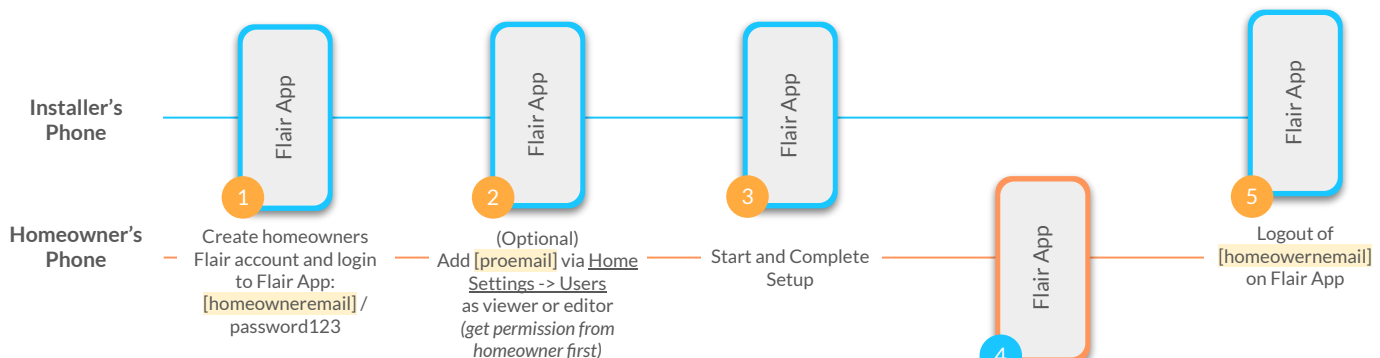 Installer's
Phone
Flair App
Flair App
Flair App
Flair App
1
2
3
5
Homeowner's
Phone
Create homeowners
Flair account and login
to Flair App:
[homeowneremail] /
password123
(Optional)
Add [proemail] via Home
Settings -> Users
as viewer or editor
(get permission from
homeowner first)
Start and Complete
Setup
Flair App
4
Logout of
[homeowernemail]
on Flair App